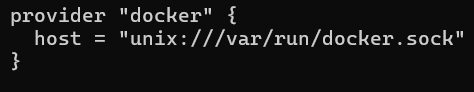 provider "docker" {
  host = "unix:///var/run/docker.sock"
}